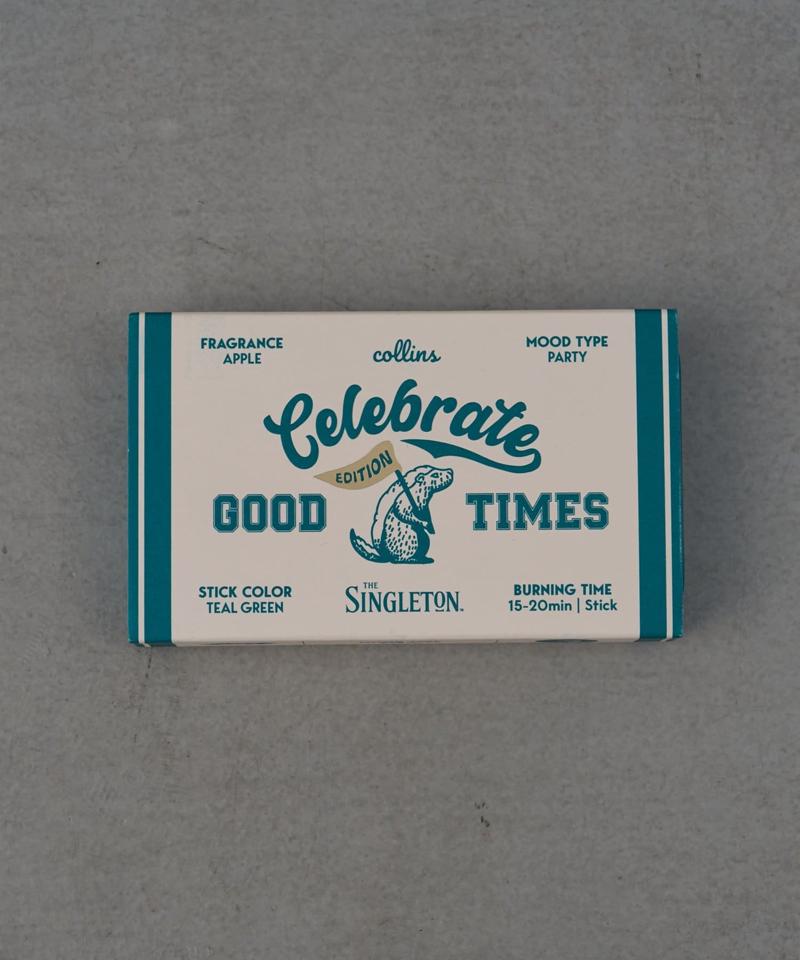 FRAGRANCE
APPLE
collins
MOOD TYPE
PARTY
Celebrate
EDITION
GOOD TIMES
STICK COLOR
TEAL GREEN
THE
SINGLETON
BURNING TIME
15-20min | Stick